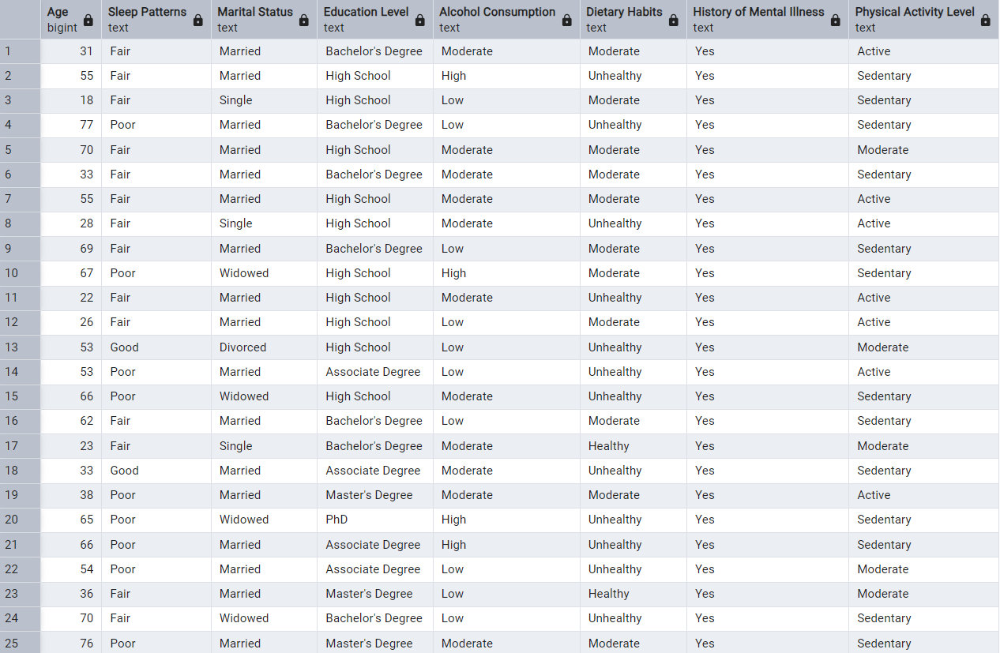 Age Sleep Patterns Marital Status Education Level Alcohol Consumption Dietary Habits History of Mental Illness Physical Activity Level
bigint text text text text text text text
1 31 Fair Married Bachelor's Degree Moderate Moderate Yes Active
2 55 Fair Married High School High Unhealthy Yes Sedentary
3 18 Fair Single High School Low Moderate Yes Sedentary
4 77 Poor Married Bachelor's Degree Low Unhealthy Yes Sedentary
5 70 Fair Married High School Moderate Moderate Yes Moderate
6 33 Fair Married Bachelor's Degree Moderate Moderate Yes Sedentary
7 55 Fair Married High School Moderate Moderate Yes Active
8 28 Fair Single High School Moderate Unhealthy Yes Active
9 69 Fair Married Bachelor's Degree Low Moderate Yes Sedentary
10 67 Poor Widowed High School High Moderate Yes Sedentary
11 22 Fair Married High School Moderate Unhealthy Yes Active
12 26 Fair Married High School Low Moderate Yes Active
13 53 Good Divorced High School Low Unhealthy Yes Moderate
14 53 Poor Married Associate Degree Low Unhealthy Yes Active
15 66 Poor Widowed High School Moderate Unhealthy Yes Sedentary
16 62 Fair Married Bachelor's Degree Low Moderate Yes Sedentary
17 23 Fair Single Bachelor's Degree Moderate Healthy Yes Moderate
18 33 Good Married Associate Degree Moderate Unhealthy Yes Sedentary
19 38 Poor Married Master's Degree Moderate Moderate Yes Active
20 65 Poor Widowed PhD High Unhealthy Yes Sedentary
21 66 Poor Married Associate Degree High Unhealthy Yes Sedentary
22 54 Poor Married Associate Degree Low Unhealthy Yes Moderate
23 36 Fair Married Master's Degree Low Healthy Yes Moderate
24 70 Fair Widowed Bachelor's Degree Low Unhealthy Yes Sedentary
25 76 Poor Married Master's Degree Moderate Moderate Yes Sedentary